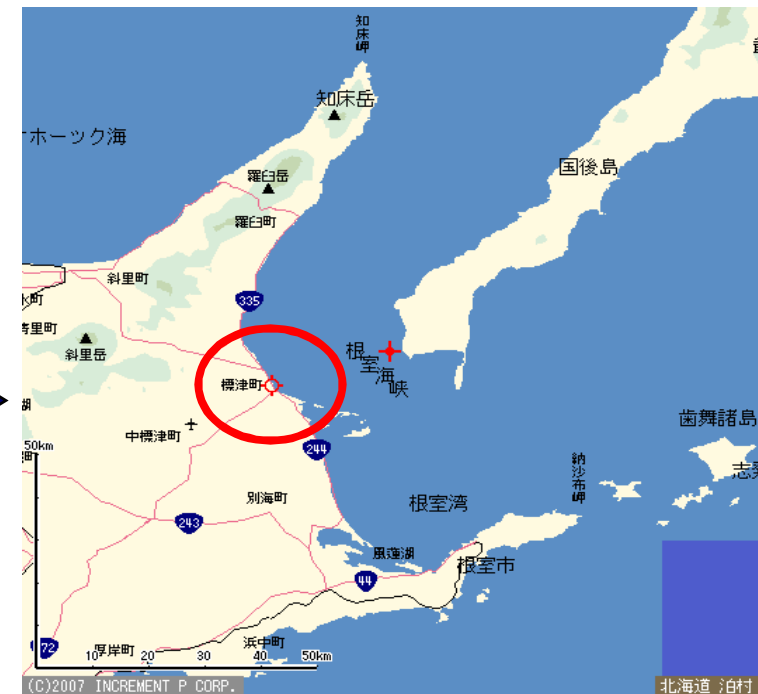 知床岬
知床岳
ホーツク海
国後島
羅臼岳
羅臼町
斜里町
335
斜里岳
根室海峡
標津町
中標津町
244
歯舞諸島
納沙布岬
50km
別海町
根室湾
243
風蓮湖
根室市
44
浜中町
厚岸町
10 20 30 40 50km
72
(C)2007 INCREMENT P CORP.
北海道 泊村